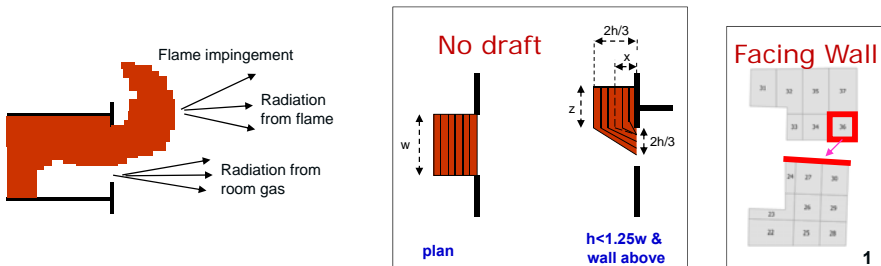 Flame impingement
Radiation
from flame
Radiation from
room gas
No draft
w
plan
2h/3
x
z
2h/3
h<1.25w &
wall above
Facing Wall
31 32 35 37
33 34 36
24 27 30
26 29
23
22 25 28
1